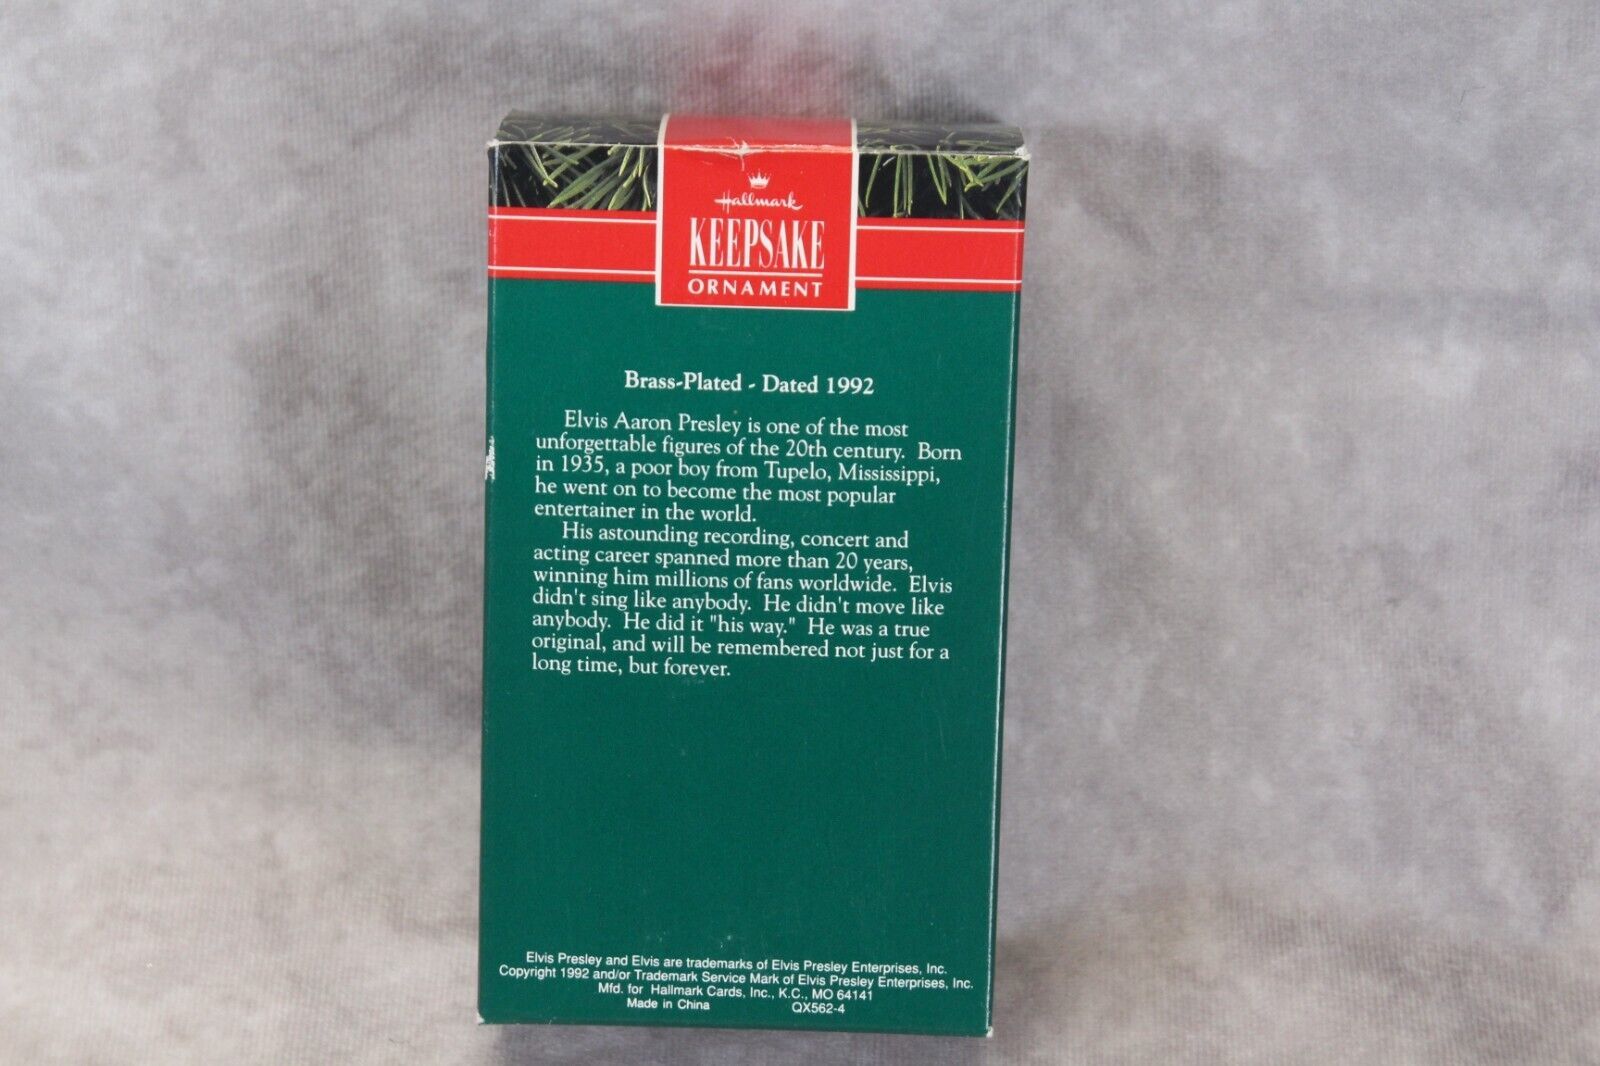 Hallmark
KEEPSAKE
ORNAMENT
Brass-Plated - Dated 1992
Elvis Aaron Presley is one of the most
unforgettable figures of the 20th century. Born
in 1935, a poor boy from Tupelo, Mississippi,
he went on to become the most popular
entertainer in the world.
His astounding recording, concert and
acting career spanned more than 20 years,
winning him millions of fans worldwide. Elvis
didn't sing like anybody. He didn't move like
anybody. He did it "his way." He was a true
original, and will be remembered not just for a
long time, but forever.
Elvis Presley and Elvis are trademarks of Elvis Presley Enterprises, Inc.
Copyright 1992 and/or Trademark Service Mark of Elvis Presley Enterprises, Inc.
Mfd. for Hallmark Cards, Inc., K.C., MO 64141
Made in China QX562-4